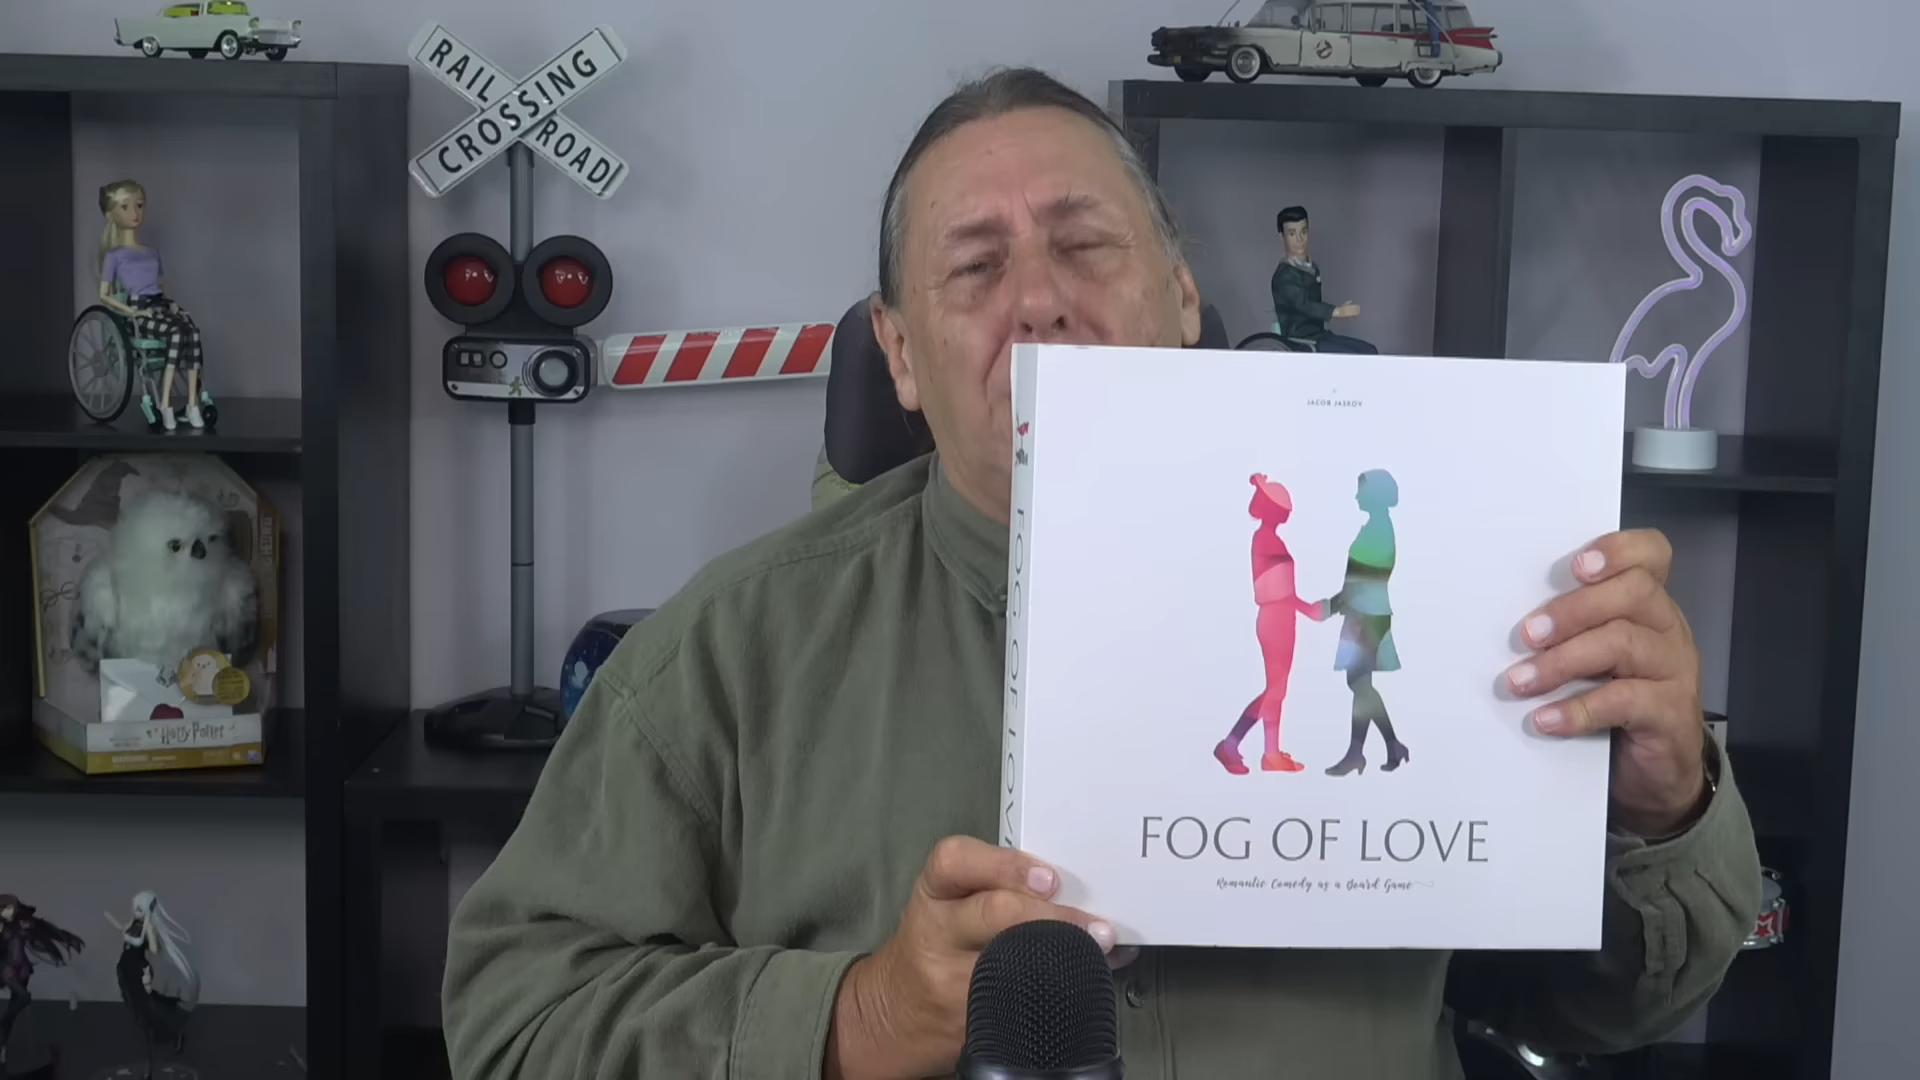 RAIL
CROSSING
ROAD
JACOB JASKOV
FOG OF LOVE
FOG OF LOVE
Romantic Comedy as a Board Game
Harry Potter